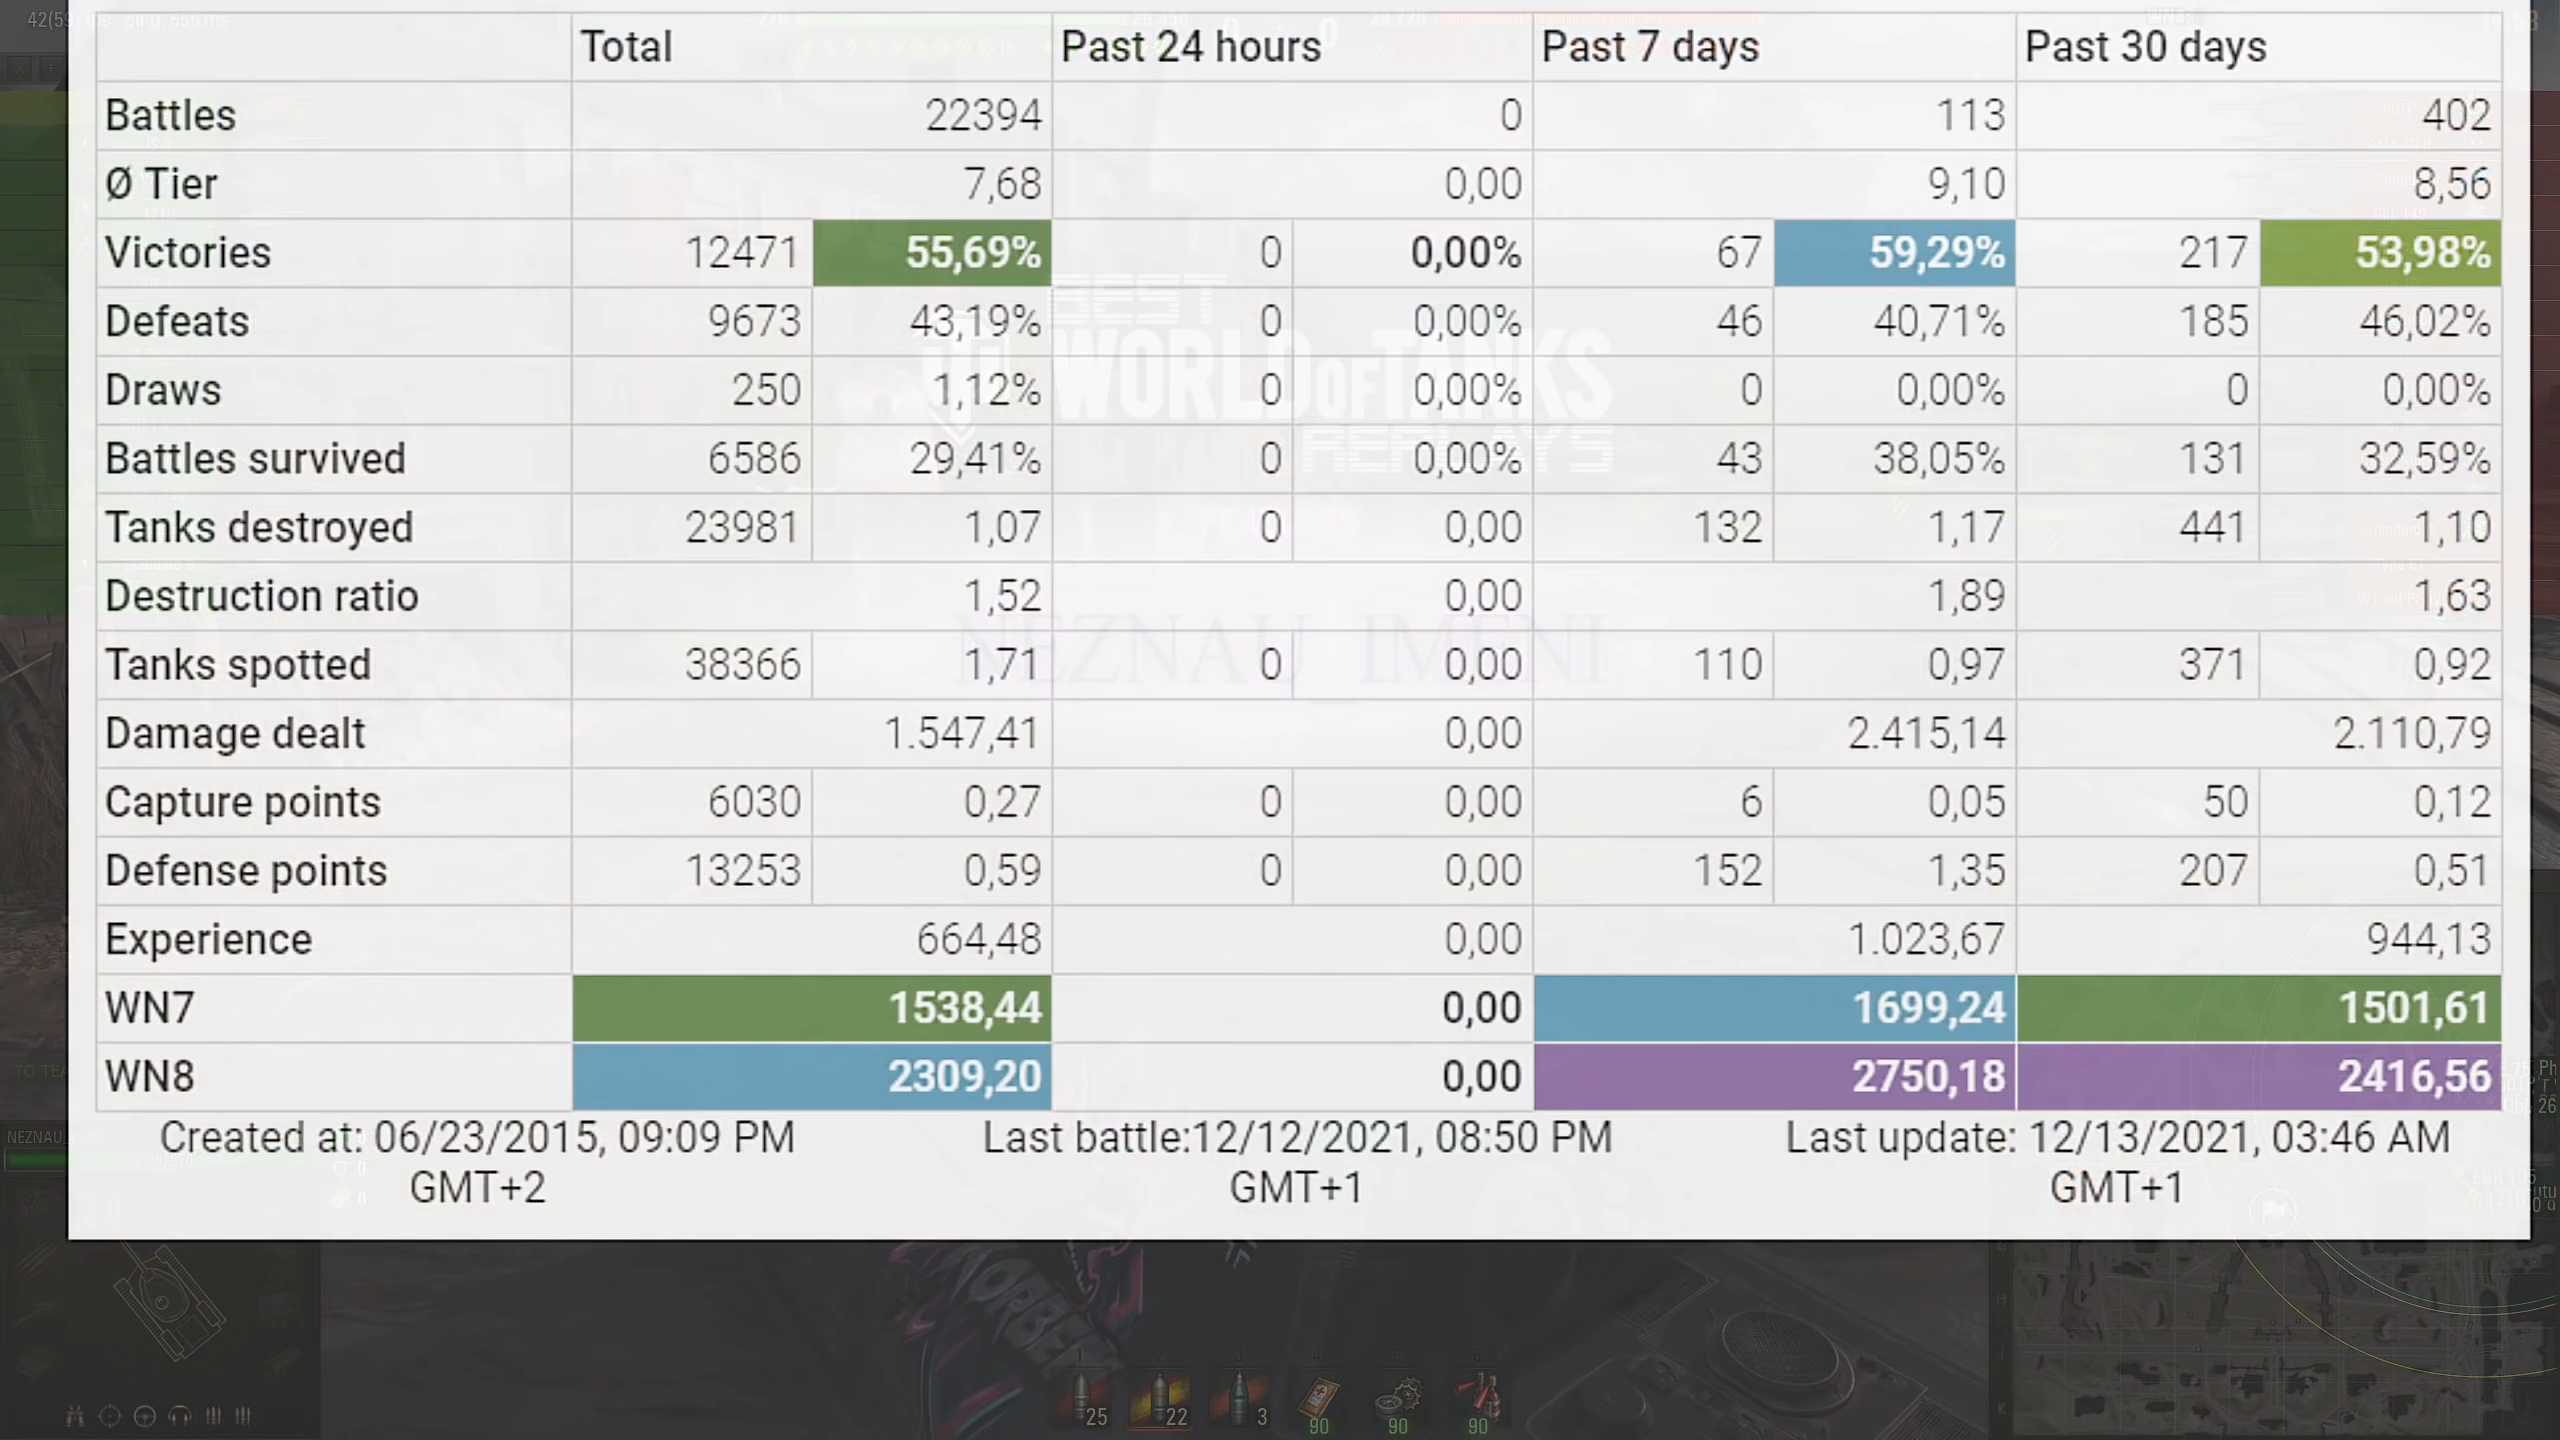 Total Past 24 hours Past 7 days Past 30 days
Battles 22394 0 113 402
Ø Tier 7,68 0,00 9,10 8,56
Victories 12471 55,69% 0 0,00% 67 59,29% 217 53,98%
Defeats 9673 43,19% 0 0,00% 46 40,71% 185 46,02%
Draws 250 1,12% 0 0,00% 0 0,00% 0 0,00%
Battles survived 6586 29,41% 0 0,00% 43 38,05% 131 32,59%
Tanks destroyed 23981 1,07 0 0,00 132 1,17 441 1,10
Destruction ratio 1,52 0,00 1,89 1,63
Tanks spotted 38366 1,71 0 0,00 110 0,97 371 0,92
Damage dealt 1.547,41 0,00 2.415,14 2.110,79
Capture points 6030 0,27 0 0,00 6 0,05 50 0,12
Defense points 13253 0,59 0 0,00 152 1,35 207 0,51
Experience 664,48 0,00 1.023,67 944,13
WN7 1538,44 0,00 1699,24 1501,61
WN8 2309,20 0,00 2750,18 2416,56
Created at: 06/23/2015, 09:09 PM
GMT+2
Last battle:12/12/2021, 08:50 PM
GMT+1
Last update: 12/13/2021, 03:46 AM
GMT+1
BEST
WORLD OF TANKS
REPLAYS
NEZNAU_IMENI
25 22 3 90 90 90